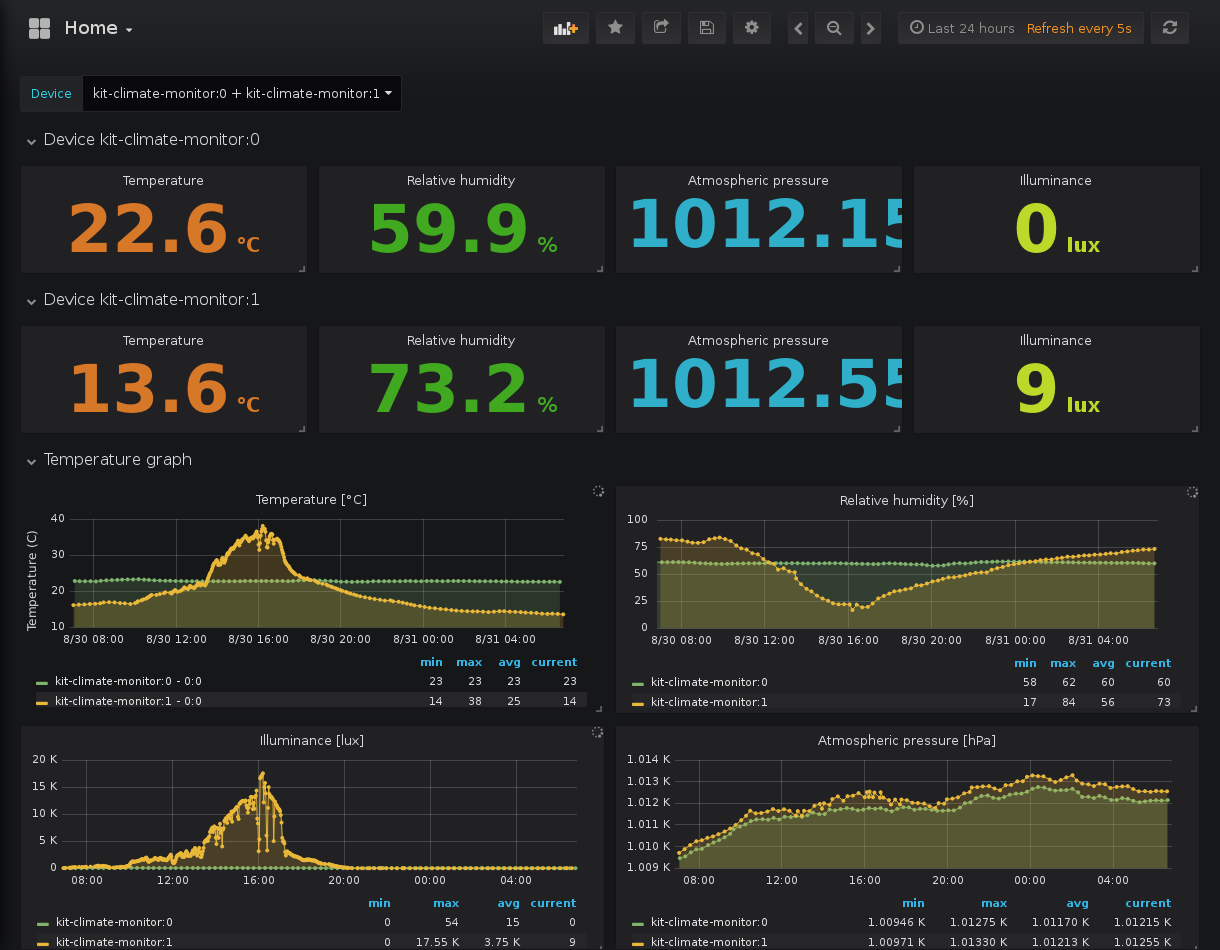 Home
Last 24 hours Refresh every 5s
Device kit-climate-monitor:0 + kit-climate-monitor:1
Device kit-climate-monitor:0
Temperature Relative humidity Atmospheric pressure Illuminance
22.6 °C 59.9 % 1012.15 0 lux
Device kit-climate-monitor:1
Temperature Relative humidity Atmospheric pressure Illuminance
13.6 °C 73.2 % 1012.55 9 lux
Temperature graph
Temperature [°C]
Temperature (C)
40
30
20
10
8/30 08:00 8/30 12:00 8/30 16:00 8/30 20:00 8/31 00:00 8/31 04:00
min max avg current
kit-climate-monitor:0 - 0:0 23 23 23 23
kit-climate-monitor:1 - 0:0 14 38 25 14
Relative humidity [%]
100
75
50
25
0
8/30 08:00 8/30 12:00 8/30 16:00 8/30 20:00 8/31 00:00 8/31 04:00
min max avg current
kit-climate-monitor:0 58 62 60 60
kit-climate-monitor:1 17 84 56 73
Illuminance [lux]
20 K
15 K
10 K
5 K
0
08:00 12:00 16:00 20:00 00:00 04:00
min max avg current
kit-climate-monitor:0 0 54 15 0
kit-climate-monitor:1 0 17.55 K 3.75 K 9
Atmospheric pressure [hPa]
1.014 K
1.013 K
1.012 K
1.011 K
1.010 K
1.009 K
08:00 12:00 16:00 20:00 00:00 04:00
min max avg current
kit-climate-monitor:0 1.00946 K 1.01275 K 1.01170 K 1.01215 K
kit-climate-monitor:1 1.00971 K 1.01330 K 1.01213 K 1.01255 K